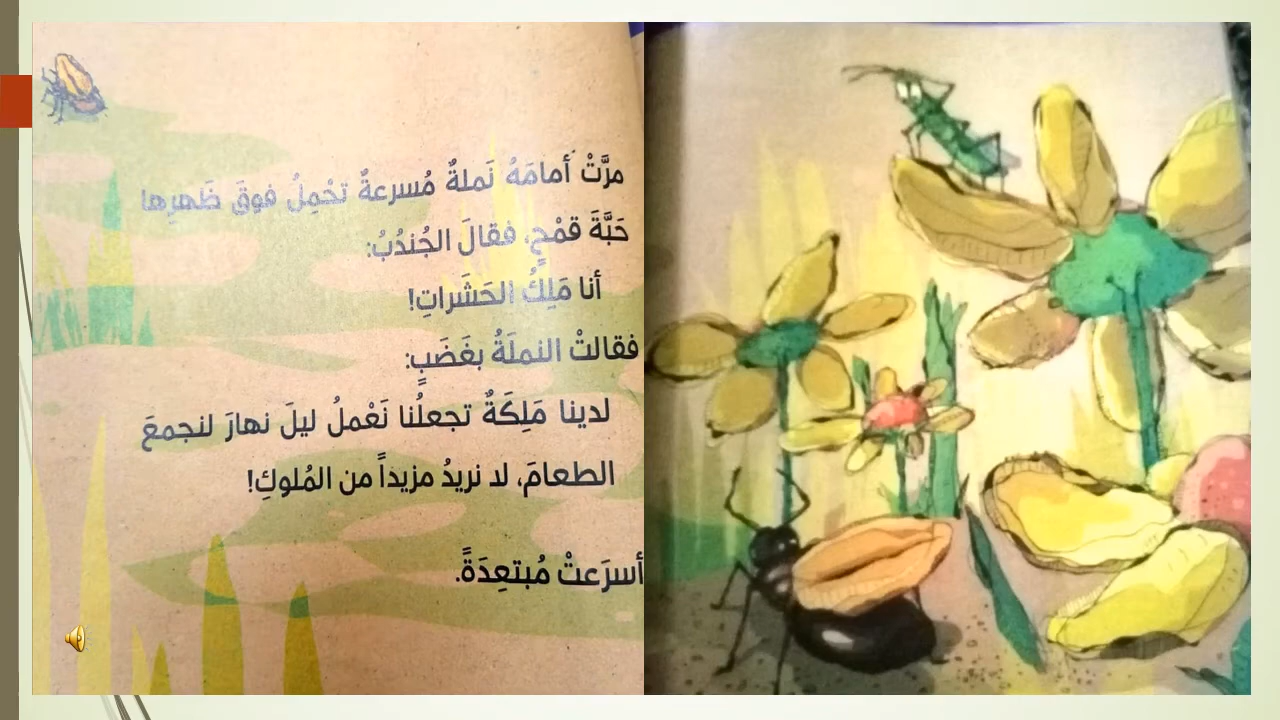 مرَّتْ أمامَهُ نَملةٌ مُسرعةٌ تحْمِلُ فوقَ ظَهرِها
حَبَّةَ قمْحٍ، فقالَ الجُندُبُ:
أنا مَلِكُ الحَشَراتِ!
فقالتْ النملَةُ بغَضَبٍ:
لدينا مَلِكَةٌ تجعلُنا نَعْملُ ليلَ نهارَ لنجمعَ
الطعامَ، لا نريدُ مزيداً من المُلوكِ!
أسرَعتْ مُبتعِدَةً.